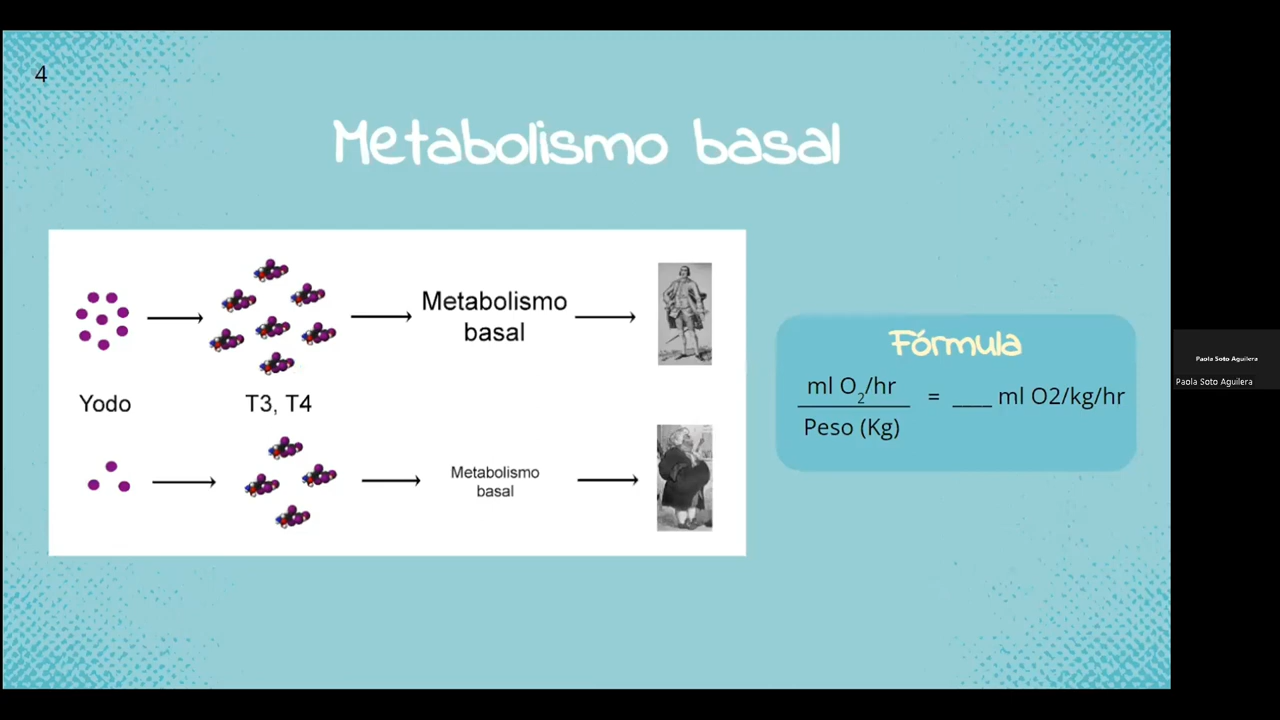 4
Metabolismo basal
Metabolismo
basal
Yodo
T3, T4
Metabolismo
basal
Fórmula
ml O₂/hr
= ____ ml O2/kg/hr
Peso (Kg)
Paola Soto Aguilera
Paola Soto Aguilera